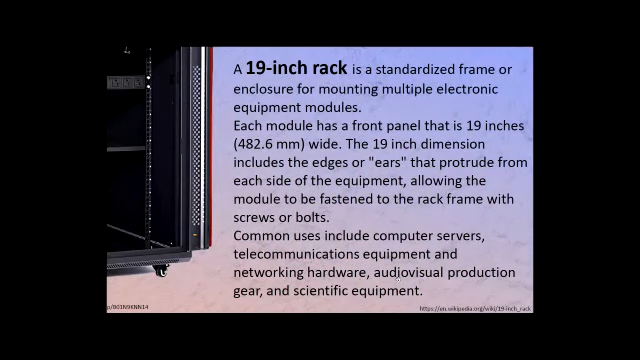 A 19-inch rack is a standardized frame or
enclosure for mounting multiple electronic
equipment modules.
Each module has a front panel that is 19 inches
(482.6 mm) wide. The 19 inch dimension
includes the edges or "ears" that protrude from
each side of the equipment, allowing the
module to be fastened to the rack frame with
screws or bolts.
Common uses include computer servers,
telecommunications equipment and
networking hardware, audiovisual production
gear, and scientific equipment.
p/B01N9KNN14
https://en.wikipedia.org/wiki/19-inch_rack